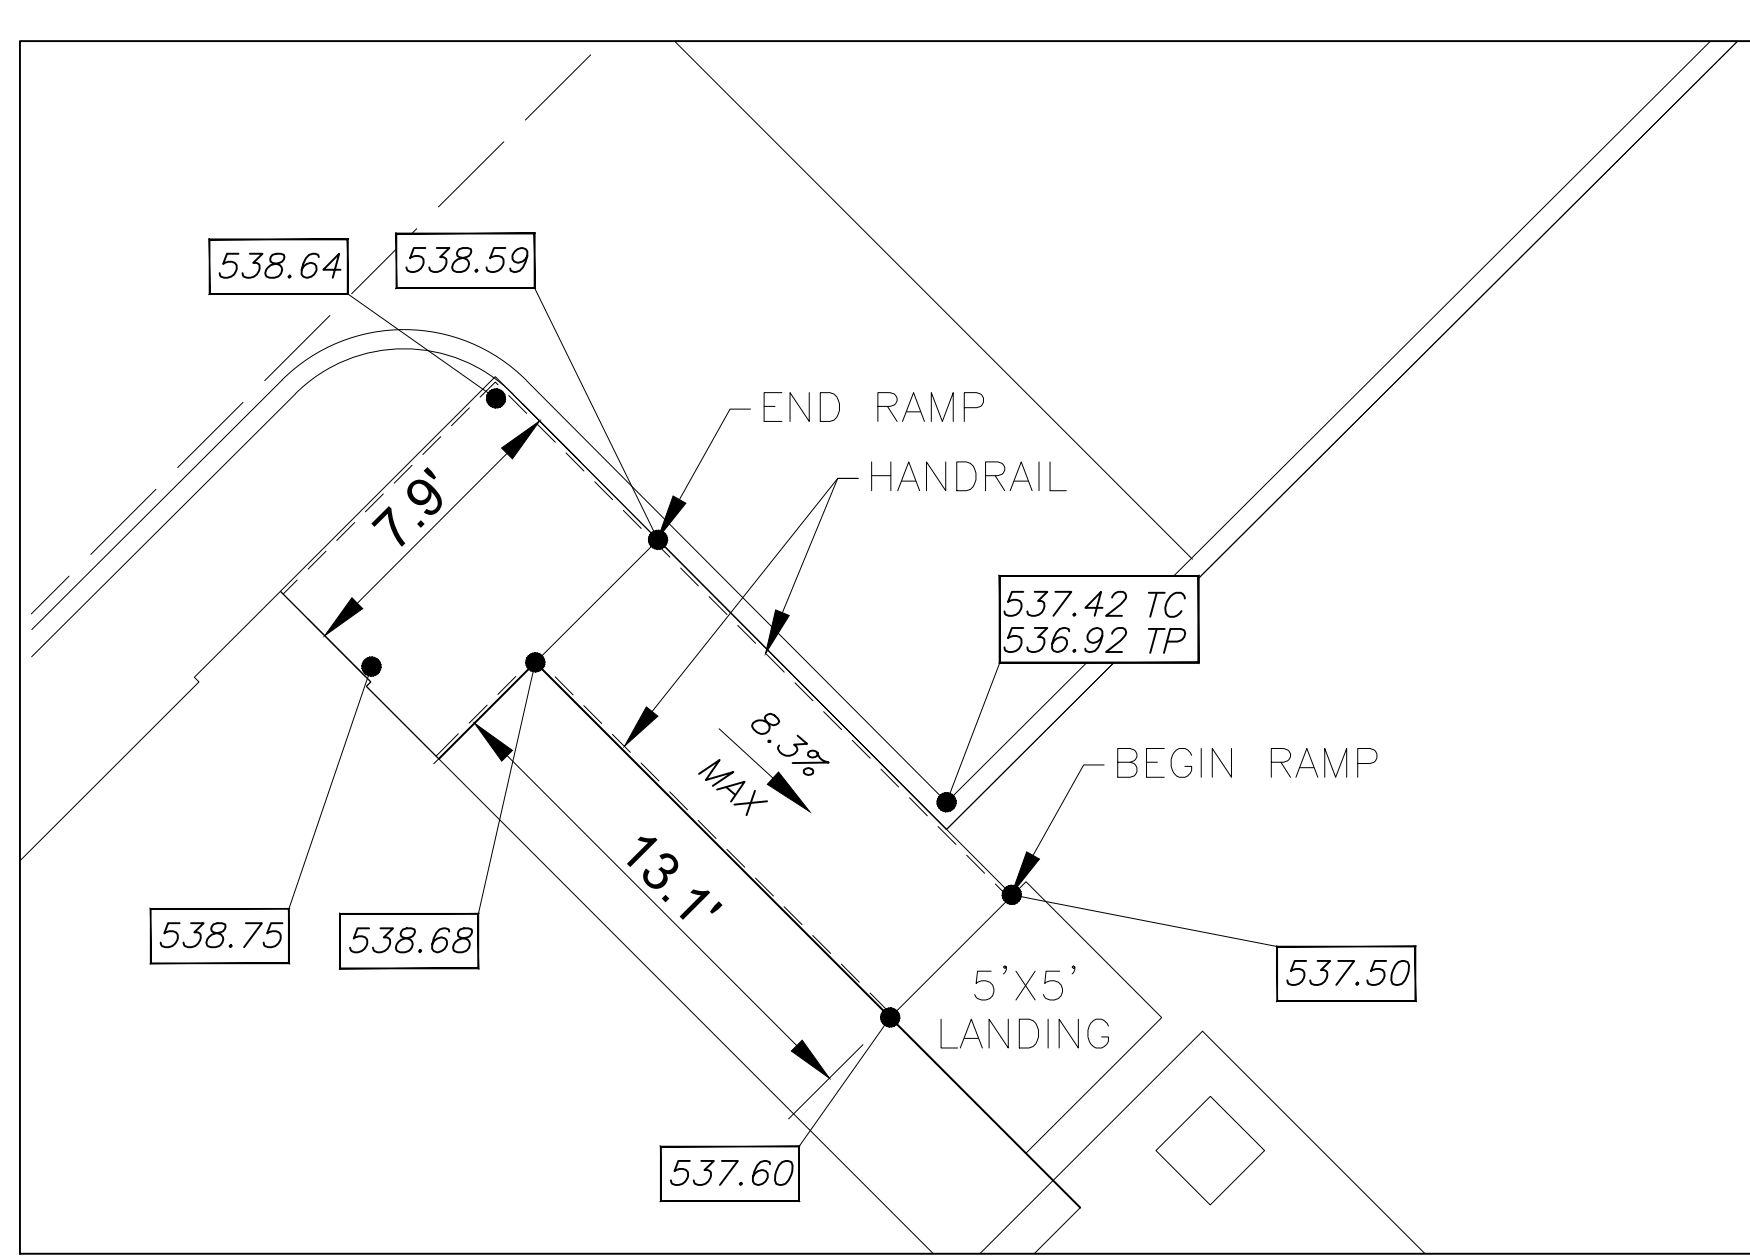 538.64
538.59
END RAMP
HANDRAIL
7.9'
537.42 TC
536.92 TP
8.3%
MAX
BEGIN RAMP
13.1'
538.75
538.68
537.50
5'X5'
LANDING
537.60